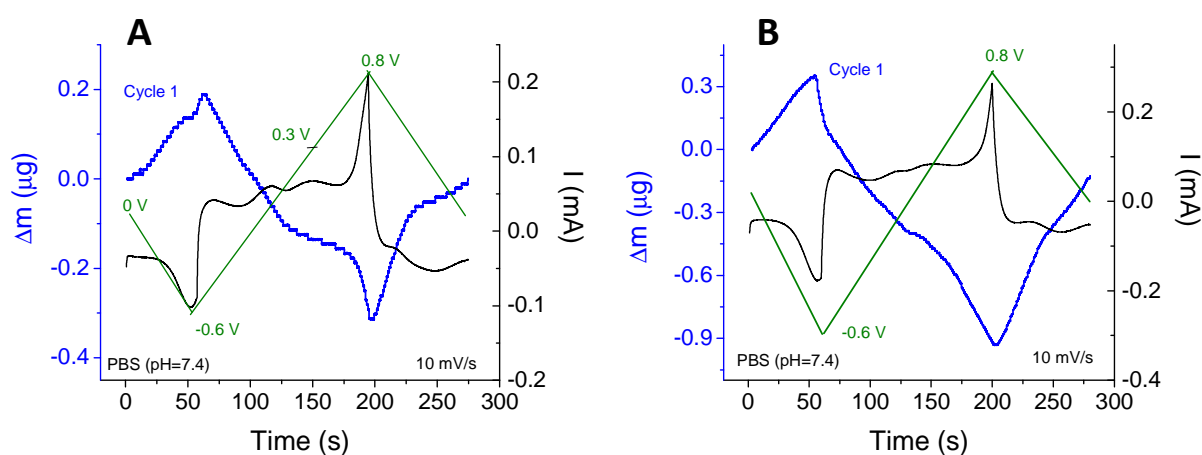 A
0.8 V
Cycle 1
0.3 V
0 V
-0.6 V
PBS (pH=7.4)
10 mV/s
0.2
0.0
-0.2
-0.4
Δm (μg)
0.2
0.1
0.0
-0.1
-0.2
I (mA)
0 50 100 150 200 250 300
Time (s)
B
0.8 V
Cycle 1
-0.6 V
PBS (pH=7.4)
10 mV/s
0.3
0.0
-0.3
-0.6
-0.9
Δm (μg)
0.2
0.0
-0.2
-0.4
I (mA)
0 50 100 150 200 250 300
Time (s)